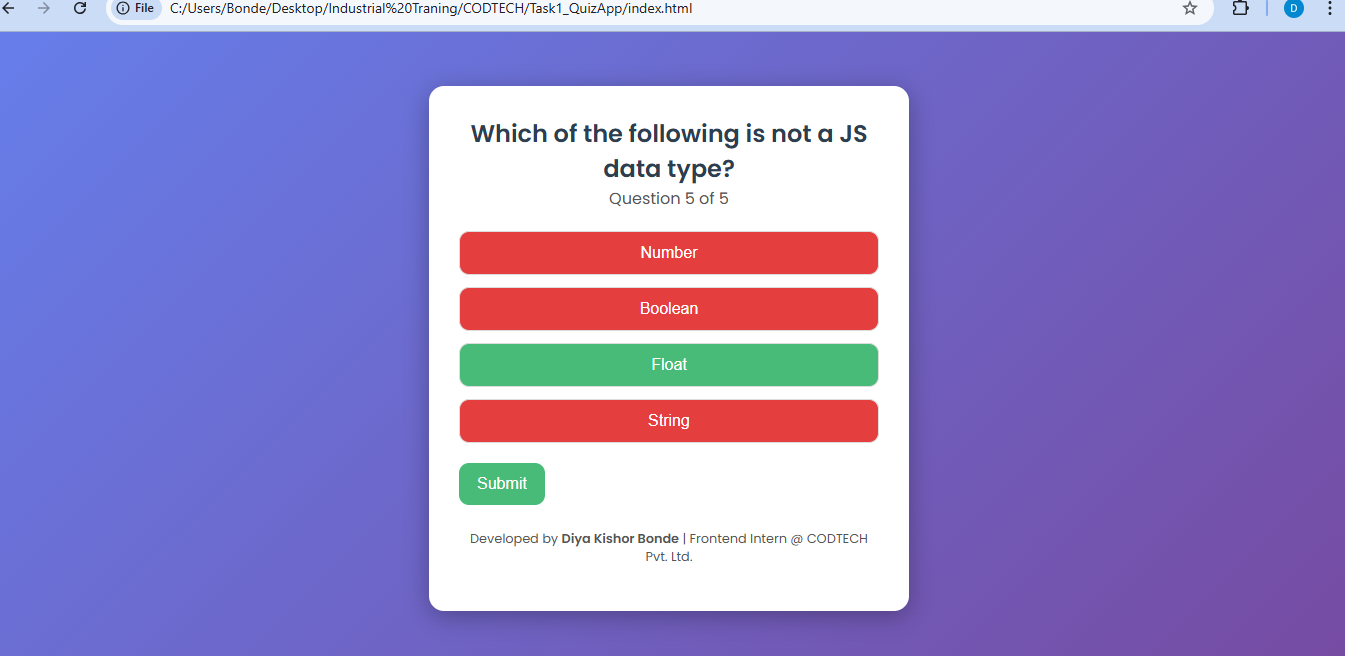 File
C:/Users/Bonde/Desktop/Industrial%20Traning/CODTECH/Task1_QuizApp/index.html
D
Which of the following is not a JS
data type?
Question 5 of 5
Number
Boolean
Float
String
Submit
Developed by Diya Kishor Bonde | Frontend Intern @ CODTECH
Pvt. Ltd.